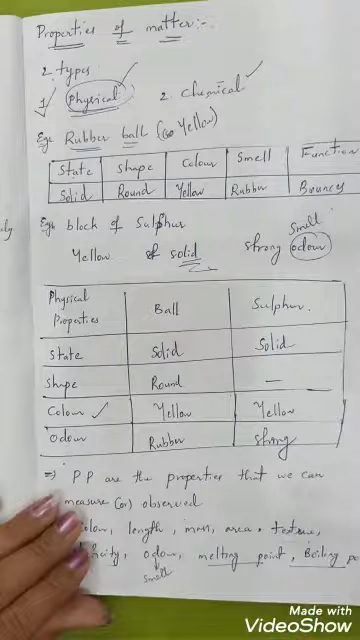 Properties of matter:-
2 types
1. Physical 2. Chemical
Eg: Rubber ball (Yellow)
State Shape Colour Smell Function
Solid Round Yellow Rubber Bouncy
Eg: block of Sulphur
Smell
Yellow solid strong odour
Physical Properties Ball Sulphur.
State Solid Solid
Shape Round —
Colour Yellow Yellow
Odour Rubber Strong
=> PP are the properties that we can
measure (or) observed
length, mass, area, texture,
odour, melting point, Boiling po
smell
Made with
VideoShow